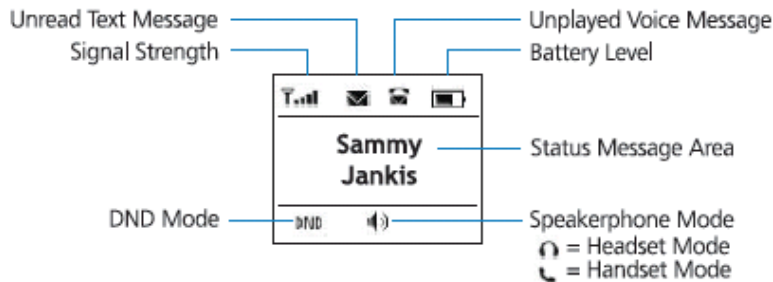 Unread Text Message
Unplayed Voice Message
Signal Strength
Battery Level
Sammy
Jankis
Status Message Area
DND Mode
DND
Speakerphone Mode
= Headset Mode
= Handset Mode